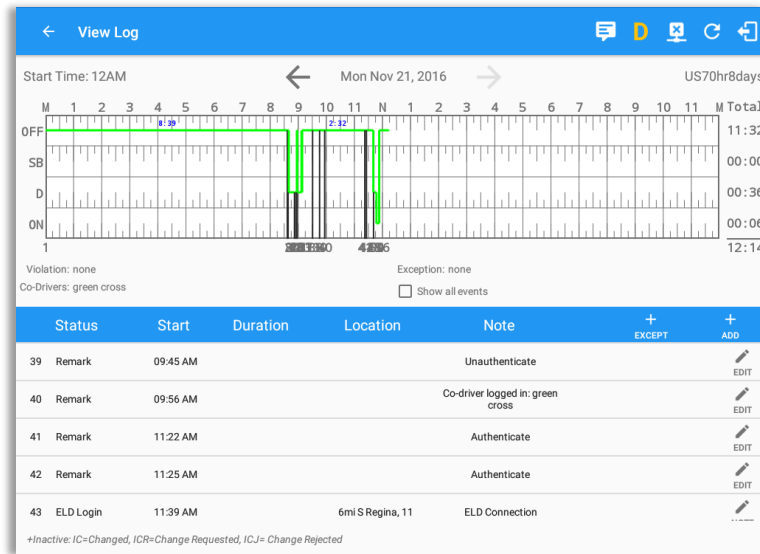 View Log
D
Start Time: 12AM
Mon Nov 21, 2016
US70hr8days
M 1 2 3 4 5 6 7 8 9 10 11 N 1 2 3 4 5 6 7 8 9 10 11 M Total
8:39 2:32
OFF 11:32
SB 00:00
D 00:36
ON 00:06
1 12:14
Violation: none Exception: none
Co-Drivers: green cross
Show all events
Status Start Duration Location Note + EXCEPT + ADD
39 Remark 09:45 AM Unauthenticate EDIT
40 Remark 09:56 AM Co-driver logged in: green
cross EDIT
41 Remark 11:22 AM Authenticate EDIT
42 Remark 11:25 AM Authenticate EDIT
43 ELD Login 11:39 AM 6mi S Regina, 11 ELD Connection
+Inactive: IC=Changed, ICR=Change Requested, ICJ= Change Rejected